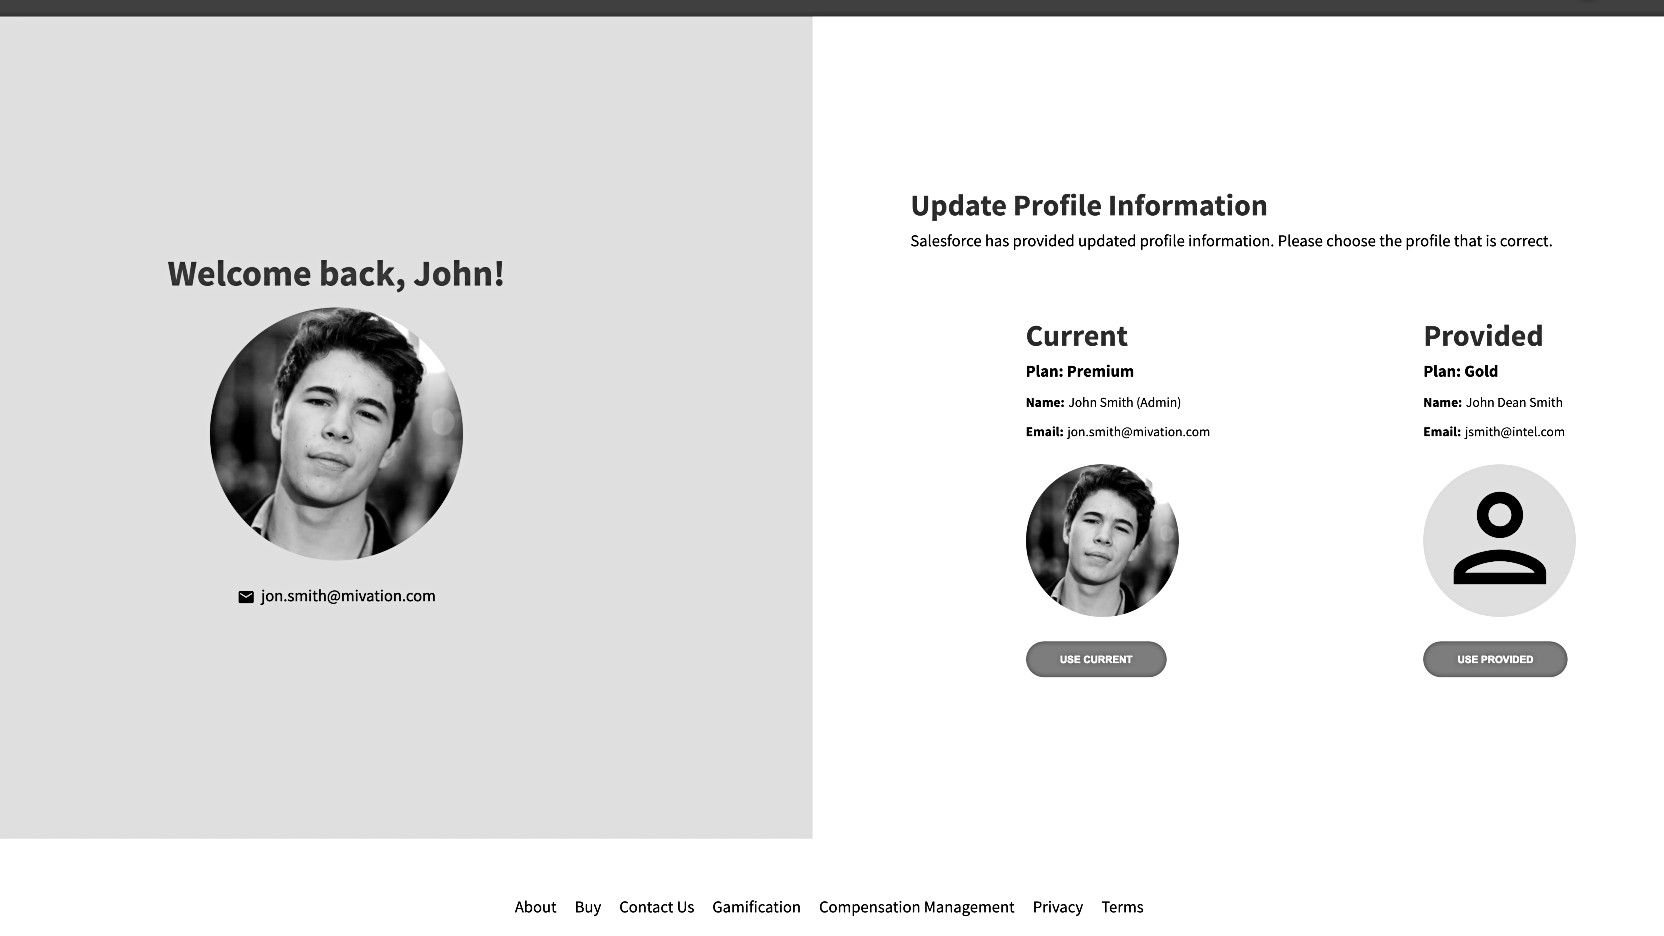 Welcome back, John!
jon.smith@mivation.com
Update Profile Information
Salesforce has provided updated profile information. Please choose the profile that is correct.
Current
Plan: Premium
Name: John Smith (Admin)
Email: jon.smith@mivation.com
USE CURRENT
Provided
Plan: Gold
Name: John Dean Smith
Email: jsmith@intel.com
USE PROVIDED
About Buy Contact Us Gamification Compensation Management Privacy Terms